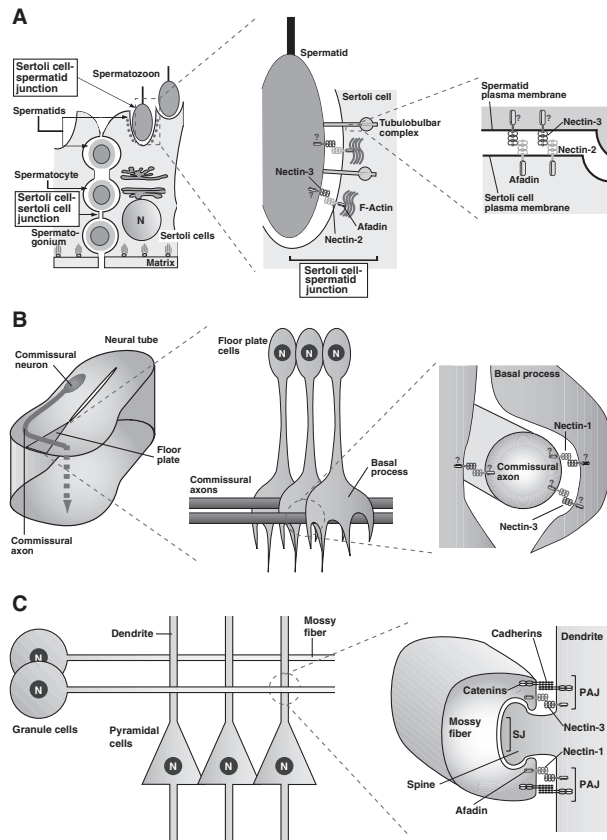 A
Sertoli cell-
spermatid
junction
Spermatozoon
Spermatids
Spermatocyte
Sertoli cell-
sertoli cell
junction
Spermato-
gonium
N
Sertoli cells
Matrix
Spermatid
Sertoli cell
Tubulobulbar
complex
?
Nectin-3
?
F-Actin
Afadin
Nectin-2
Sertoli cell-
spermatid
junction
Spermatid
plasma membrane
?
?
Nectin-3
Nectin-2
Afadin
Sertoli cell
plasma membrane
B
Neural tube
Commissural
neuron
Floor
plate
Commissural
axon
Floor plate
cells
N
N
N
Commissural
axons
Basal
process
Basal process
Nectin-1
?
?
?
?
Commissural
axon
?
?
Nectin-3
C
Dendrite
Mossy
fiber
N
N
Granule cells
Pyramidal
cells
N
N
N
Cadherins
Dendrite
Catenins
PAJ
Mossy
fiber
Nectin-3
SJ
Nectin-1
Spine
PAJ
Afadin